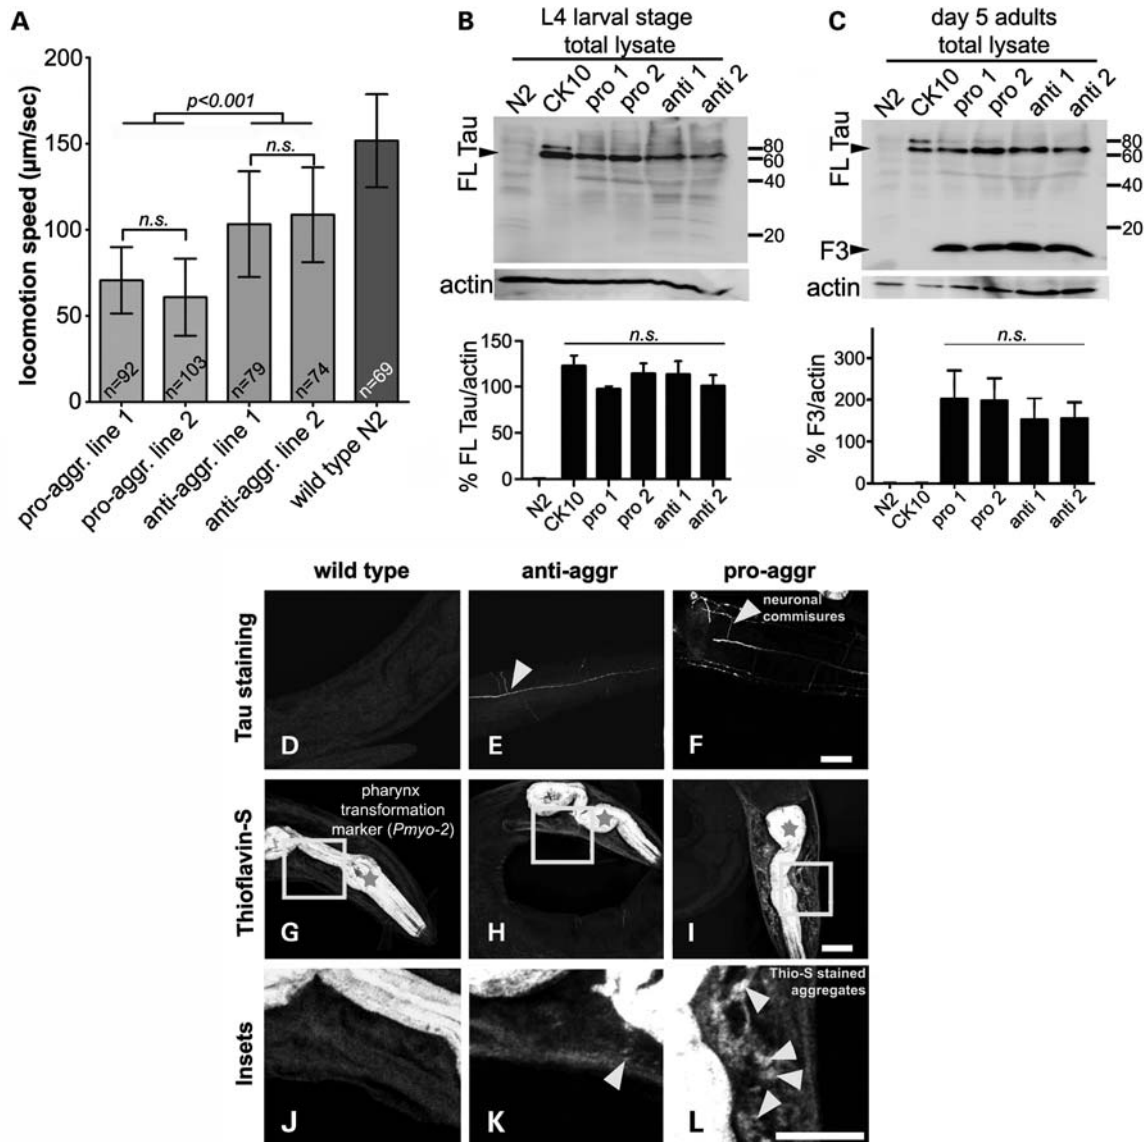 A
200
150
100
50
0
locomotion speed (µm/sec)
p<0.001
n.s.
n.s.
n=92
n=103
n=79
n=74
n=69
pro-aggr. line 1
pro-aggr. line 2
anti-aggr. line 1
anti-aggr. line 2
wild type N2
B
L4 larval stage
total lysate
N2
CK10
pro 1
pro 2
anti 1
anti 2
FL Tau
80
60
40
20
actin
n.s.
150
100
50
0
% FL Tau/actin
N2
CK10
pro 1
pro 2
anti 1
anti 2
C
day 5 adults
total lysate
N2
CK10
pro 1
pro 2
anti 1
anti 2
FL Tau
80
60
40
20
F3
actin
n.s.
300
200
100
0
% F3/actin
N2
CK10
pro 1
pro 2
anti 1
anti 2
wild type
anti-aggr
pro-aggr
Tau staining
D
E
neuronal
commisures
F
Thioflavin-S
pharynx
transformation
marker (Pmyo-2)
G
H
I
Insets
J
K
Thio-S stained
aggregates
L